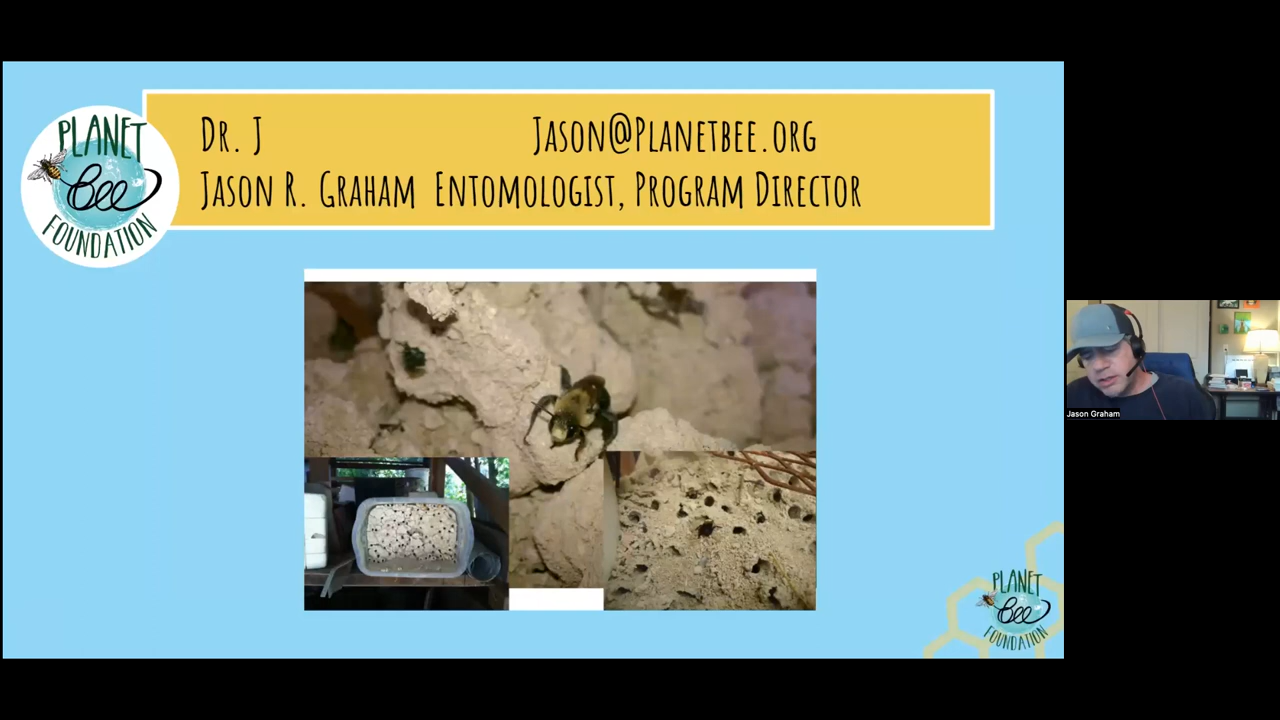 PLANET
Bee
FOUNDATION
DR. J JASON@PLANETBEE.ORG
JASON R. GRAHAM ENTOMOLOGIST, PROGRAM DIRECTOR
Jason Graham
PLANET
Bee
FOUNDATION